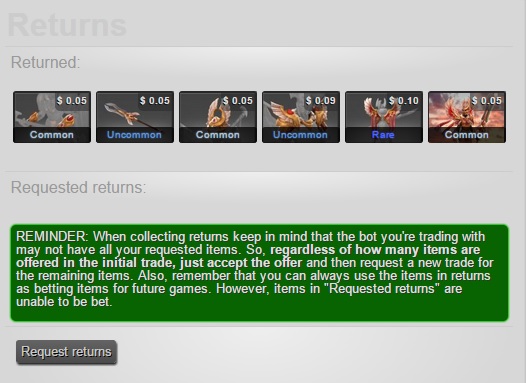 Returns
Returned:
$ 0.05 $ 0.05 $ 0.05 $ 0.09 $ 0.10 $ 0.05
Common Uncommon Common Uncommon Rare Common
Requested returns:
REMINDER: When collecting returns keep in mind that the bot you're trading with
may not have all your requested items. So, regardless of how many items are
offered in the initial trade, just accept the offer and then request a new trade for
the remaining items. Also, remember that you can always use the items in returns
as betting items for future games. However, items in "Requested returns" are
unable to be bet.
Request returns